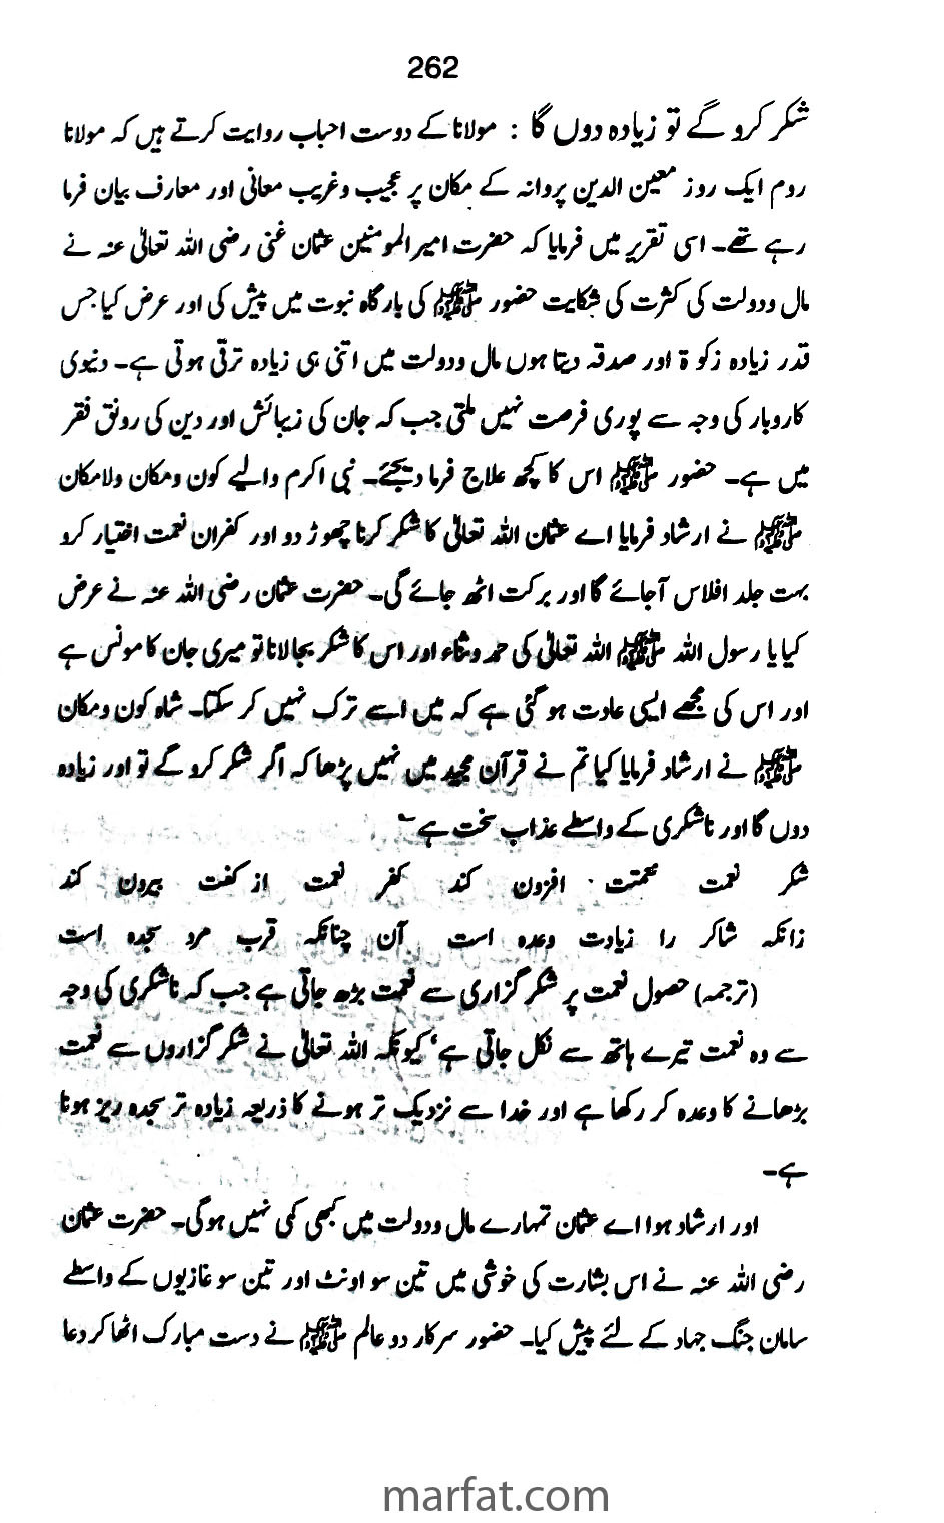 262
شکر کرو گے تو زیادہ دوں گا : مولانا کے دوست احباب روایت کرتے ہیں کہ مولانا
روم ایک روز معین الدین پروانہ کے مکان پر عجیب و غریب معانی اور معارف بیان فرما
رہے تھے۔ اسی تقریر میں فرمایا کہ حضرت امیر المومنین عثمان غنی رضی اللہ تعالیٰ عنہ نے
مال و دولت کی کثرت کی شکایت حضور ﷺ کی بارگاہ نبوت میں پیش کی اور عرض کیا جس
قدر زیادہ زکوۃ اور صدقہ دیتا ہوں مال و دولت میں اتنی ہی زیادہ ترقی ہوتی ہے۔ دنیوی
کاروبار کی وجہ سے پوری فرصت نہیں ملتی جب کہ جان کی زیبائش اور دین کی رونق فقر
میں ہے۔ حضور ﷺ اس کا کچھ علاج فرما دیجئے۔ نبی اکرم والیے کون و مکان و لامکان
ﷺ نے ارشاد فرمایا اے عثمان اللہ تعالیٰ کا شکر کرنا چھوڑ دو اور کفران نعمت اختیار کرو
بہت جلد افلاس آجائے گا اور برکت اٹھ جائے گی۔ حضرت عثمان رضی اللہ عنہ نے عرض
کیا یا رسول اللہ ﷺ اللہ تعالیٰ کی حمد و ثناء اور اس کا شکر بجا لانا تو میری جان کا مونس ہے
اور اس کی مجھے ایسی عادت ہو گئی ہے کہ میں اسے ترک نہیں کر سکتا۔ شاہ کون و مکان
ﷺ نے ارشاد فرمایا کیا تم نے قرآن مجید میں نہیں پڑھا کہ اگر شکر کرو گے تو اور زیادہ
دوں گا اور ناشکری کے واسطے عذاب سخت ہے ؂
شکر نعمت نعمتت افزون کند کفر نعمت از کفت بیرون کند
زانکہ شاکر را زیادت وعدہ است آن چنانکہ قرب مرد سجدہ است
(ترجمہ) حصول نعمت پر شکر گزاری سے نعمت بڑھ جاتی ہے جب کہ ناشکری کی وجہ
سے وہ نعمت تیرے ہاتھ سے نکل جاتی ہے، کیونکہ اللہ تعالیٰ نے شکر گزاروں سے نعمت
بڑھانے کا وعدہ کر رکھا ہے اور خدا سے نزدیک تر ہونے کا ذریعہ زیادہ تر سجدہ ریز ہونا
ہے۔
اور ارشاد ہوا اے عثمان تمہارے مال و دولت میں کبھی کمی نہیں ہوگی۔ حضرت عثمان
رضی اللہ عنہ نے اس بشارت کی خوشی میں تین سو اونٹ اور تین سو غازیوں کے واسطے
سامان جنگ جہاد کے لئے پیش کیا۔ حضور سرکار دو عالم ﷺ نے دست مبارک اٹھا کر دعا
marfat.com